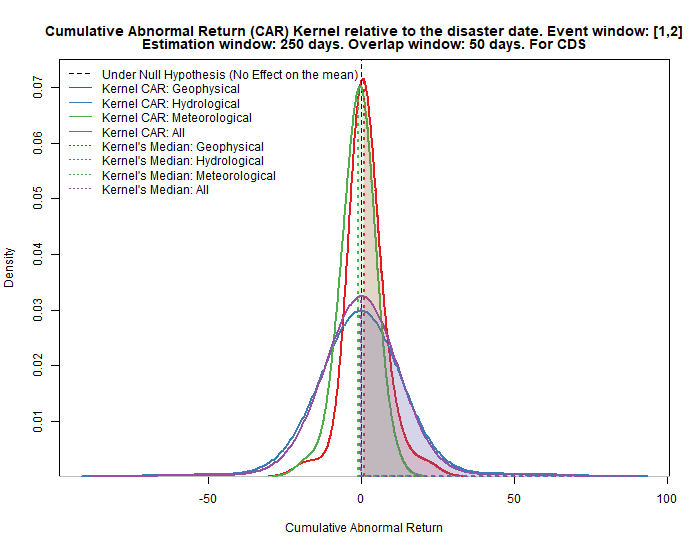 Cumulative Abnormal Return (CAR) Kernel relative to the disaster date. Event window: [1,2]
Estimation window: 250 days. Overlap window: 50 days. For CDS
Under Null Hypothesis (No Effect on the mean)
Kernel CAR: Geophysical
Kernel CAR: Hydrological
Kernel CAR: Meteorological
Kernel CAR: All
Kernel's Median: Geophysical
Kernel's Median: Hydrological
Kernel's Median: Meteorological
Kernel's Median: All
0.07
0.06
0.05
0.04
0.03
0.02
0.01
Density
-50
0
50
100
Cumulative Abnormal Return